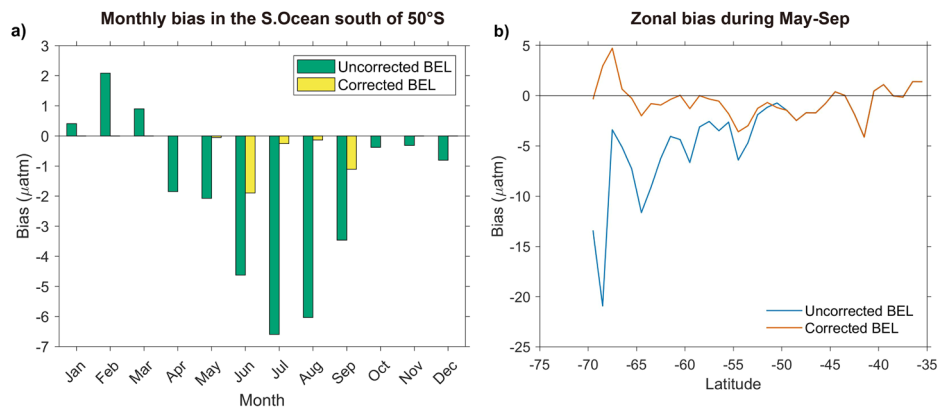 Monthly bias in the S.Ocean south of 50°S
a)
3
2
1
0
-1
-2
-3
-4
-5
-6
-7
Bias (μatm)
Uncorrected BEL
Corrected BEL
Jan Feb Mar Apr May Jun Jul Aug Sep Oct Nov Dec
Month
Zonal bias during May-Sep
b)
5
0
-5
-10
-15
-20
-25
Bias (μatm)
Uncorrected BEL
Corrected BEL
-75 -70 -65 -60 -55 -50 -45 -40 -35
Latitude